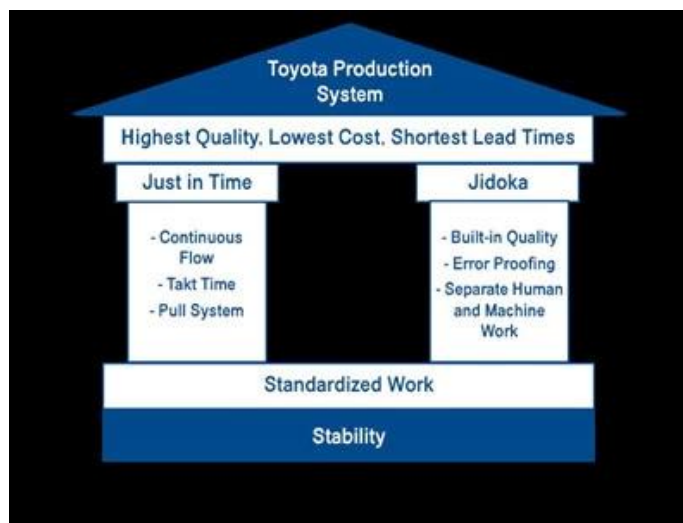 Toyota Production
System
Highest Quality, Lowest Cost, Shortest Lead Times
Just in Time
Jidoka
- Continuous
Flow
- Takt Time
- Pull System
- Built-in Quality
- Error Proofing
- Separate Human
and Machine
Work
Standardized Work
Stability